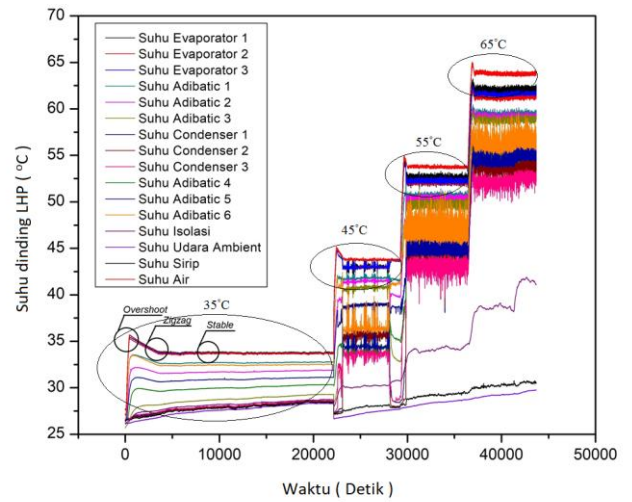 70
65
60
55
50
45
40
35
30
25
Suhu dinding LHP ( °C)
Suhu Evaporator 1
Suhu Evaporator 2
Suhu Evaporator 3
Suhu Adibatic 1
Suhu Adibatic 2
Suhu Adibatic 3
Suhu Condenser 1
Suhu Condenser 2
Suhu Condenser 3
Suhu Adibatic 4
Suhu Adibatic 5
Suhu Adibatic 6
Suhu Isolasi
Suhu Udara Ambient
Suhu Sirip
Suhu Air
65°C
55°C
45°C
35°C
Overshoot
Zigzag
Stable
0 10000 20000 30000 40000 50000
Waktu ( Detik )